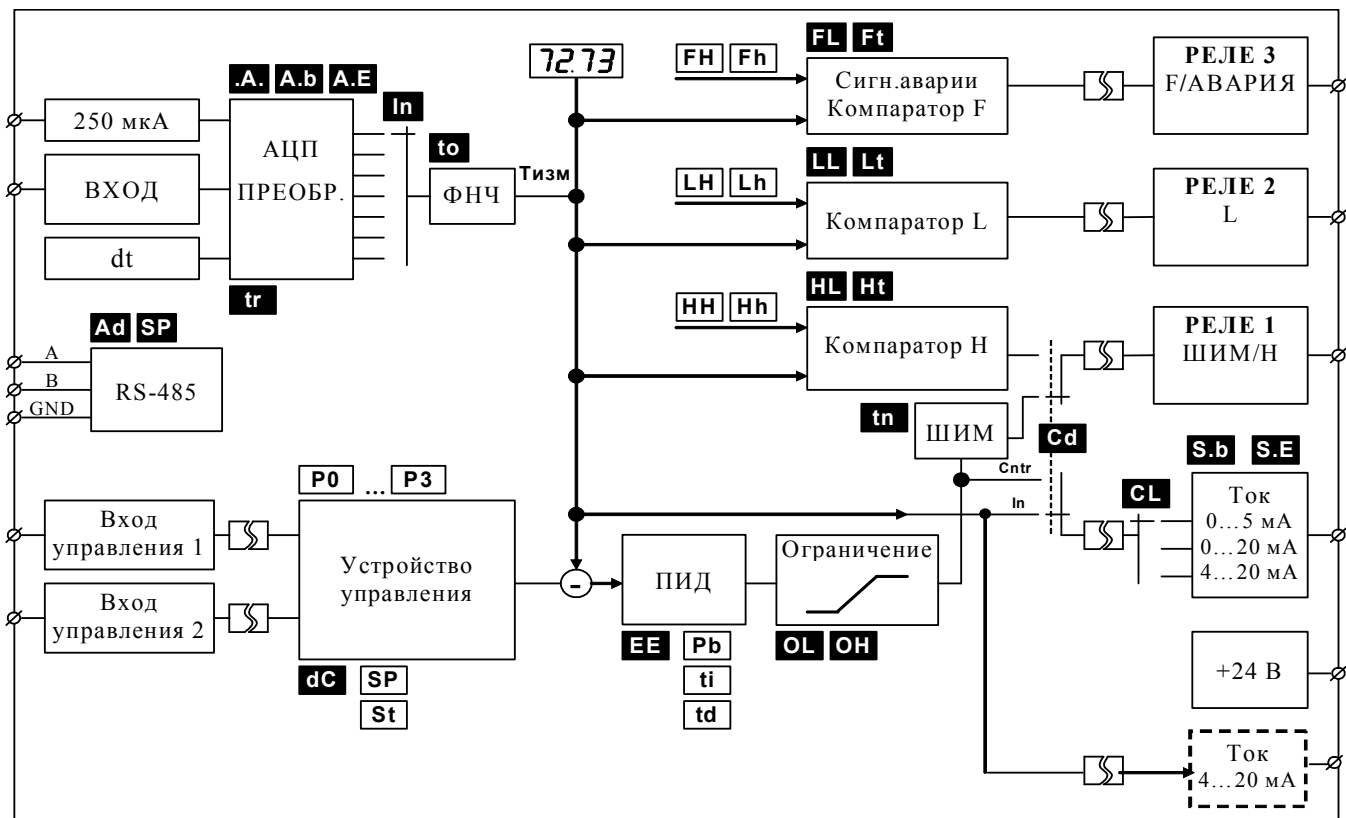 72.73
FH Fh
FL Ft
Сигн.аварии
Компаратор F
РЕЛЕ 3
F/АВАРИЯ
.A. A.b A.E
In
250 мкА
ВХОД
dt
АЦП
ПРЕОБР.
tr
to
ФНЧ
Тизм
LH Lh
LL Lt
Компаратор L
РЕЛЕ 2
L
HH Hh
HL Ht
Компаратор H
РЕЛЕ 1
ШИМ/Н
Ad SP
A
B
GND
RS-485
tn
ШИМ
Cd
Cntr
In
CL
S.b S.E
Ток
0...5 мА
0...20 мА
4...20 мА
P0 ... P3
Вход
управления 1
Вход
управления 2
Устройство
управления
dC SP
St
-
ПИД
EE Pb
ti
td
Ограничение
OL OH
+24 В
Ток
4...20 мА